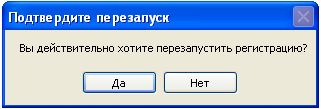 Подтвердите перезапуск
Вы действительно хотите перезапустить регистрацию?
Да
Нет